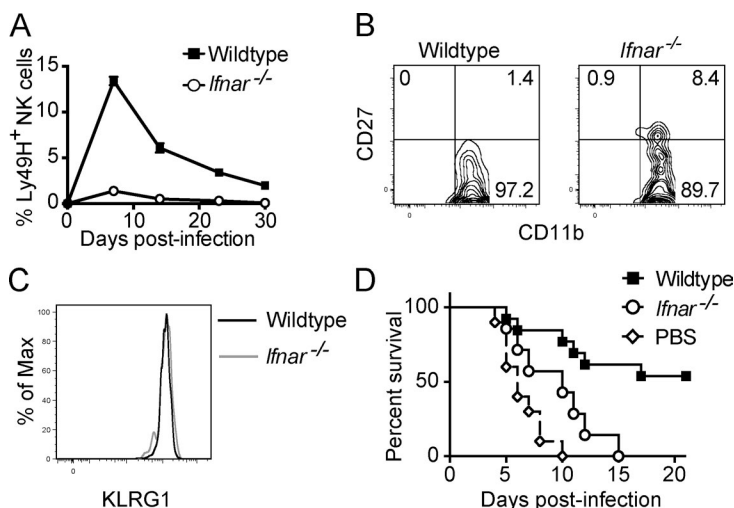 A
Wildtype
Ifnar -/-
% Ly49H+ NK cells
15
10
5
0
0 10 20 30
Days post-infection
B
Wildtype
Ifnar -/-
0 1.4
97.2
0.9 8.4
89.7
CD27
0
0
0
0
CD11b
C
Wildtype
Ifnar -/-
% of Max
100
80
60
40
20
0
0
KLRG1
D
Wildtype
Ifnar -/-
PBS
Percent survival
100
50
0
0 5 10 15 20
Days post-infection